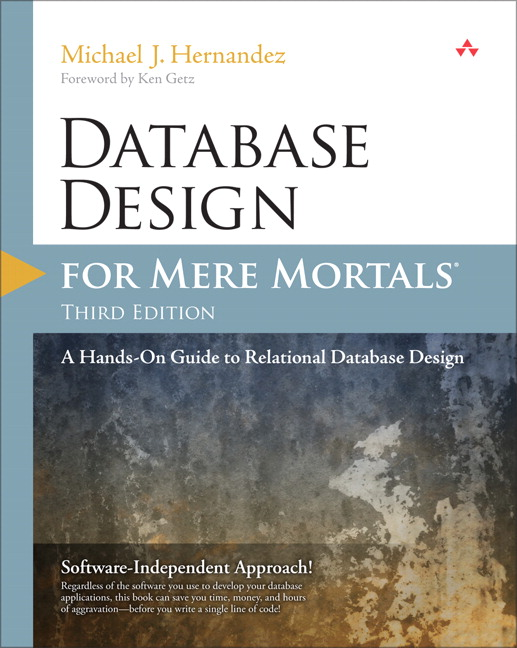 Michael J. Hernandez
Foreword by Ken Getz
DATABASE
DESIGN
FOR MERE MORTALS®
THIRD EDITION
A Hands-On Guide to Relational Database Design
Software-Independent Approach!
Regardless of the software you use to develop your database
applications, this book can save you time, money, and hours
of aggravation—before you write a single line of code!